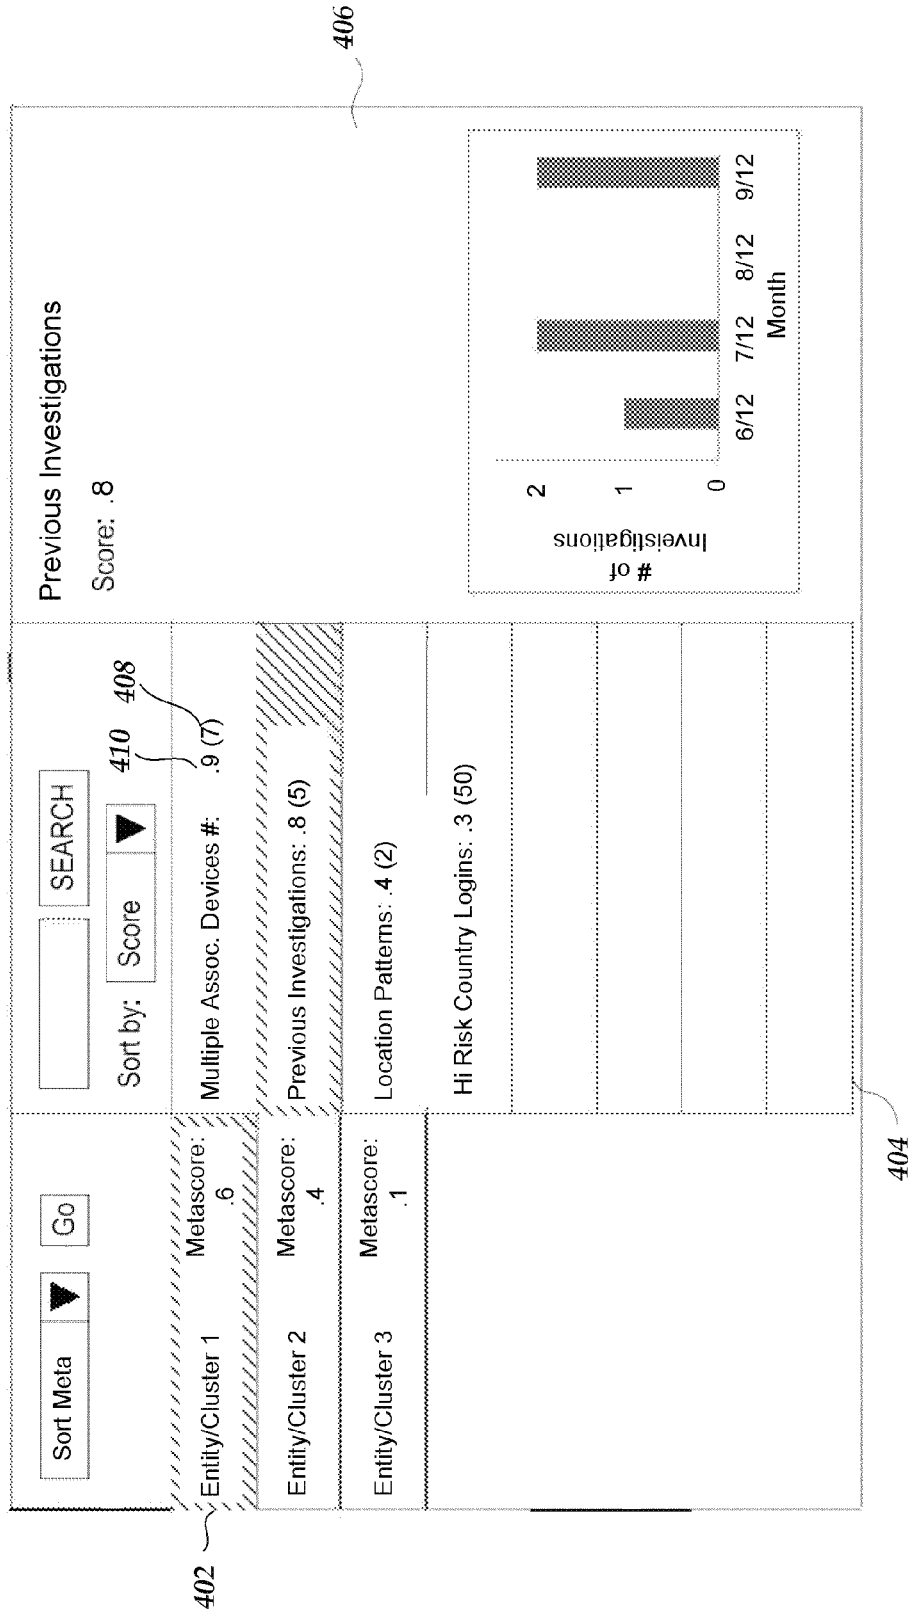 Sort Meta
Go
SEARCH
Sort by:
Score
410
408
402
Entity/Cluster 1
Metascore:
.6
Entity/Cluster 2
Metascore:
.4
Entity/Cluster 3
Metascore:
.1
Multiple Assoc. Devices #: .9 (7)
Previous Investigations: .8 (5)
Location Patterns: .4 (2)
Hi Risk Country Logins: .3 (50)
404
Previous Investigations
Score: .8
406
# of
Inveistigations
2
1
0
6/12 7/12 8/12 9/12
Month